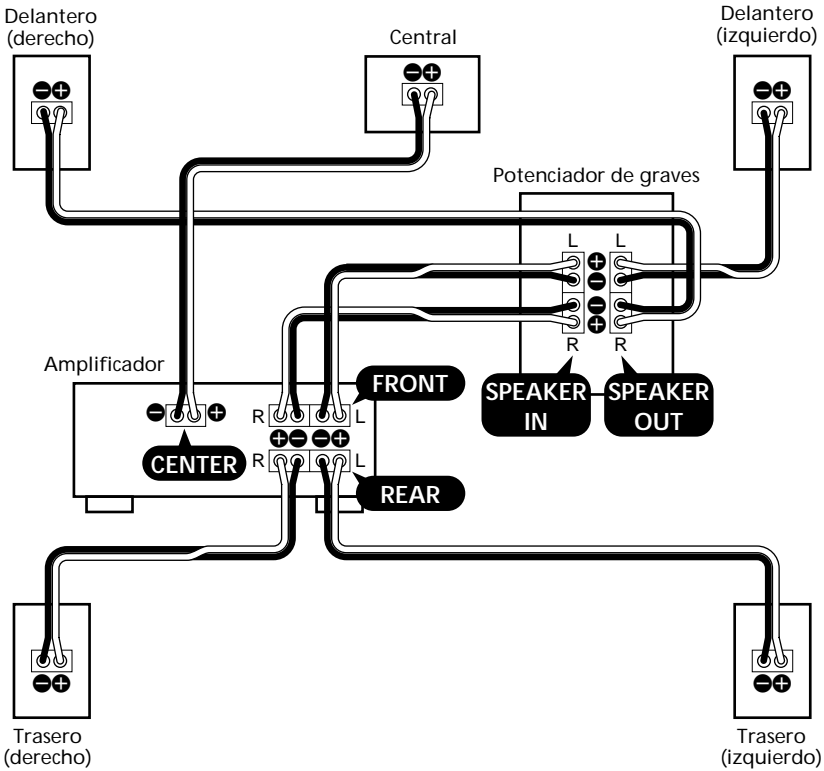 Delantero
(derecho)
Central
Delantero
(izquierdo)
Potenciador de graves
L L
R R
SPEAKER
IN
SPEAKER
OUT
Amplificador
FRONT
R L
CENTER
R L
REAR
Trasero
(derecho)
Trasero
(izquierdo)